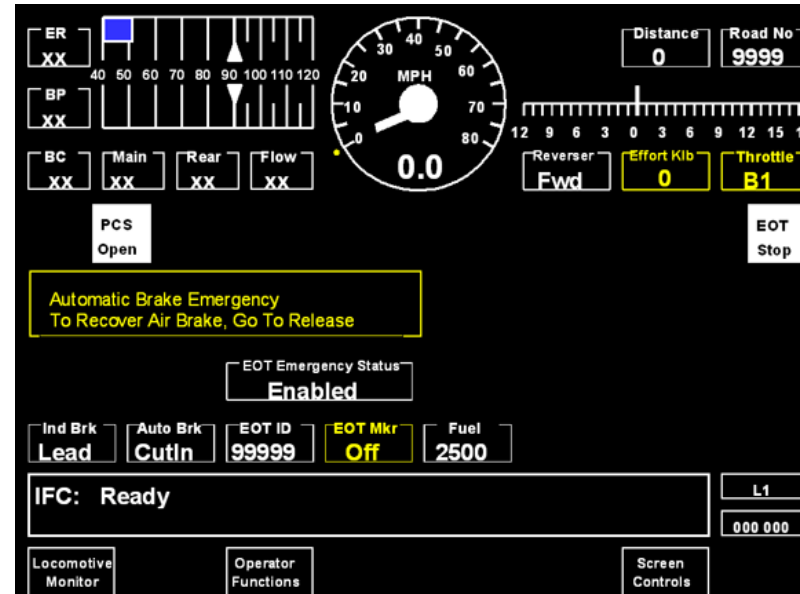 ER
xx
40 50 60 70 80 90 100 110 120
BP
xx
BC
xx
Main
xx
Rear
xx
Flow
xx
0 10 20 30 40 50 60 70 80
MPH
0.0
Distance
0
Road No
9999
12 9 6 3 0 3 6 9 12 15
Reverser
Fwd
Effort Klb
0
Throttle
B1
PCS
Open
EOT
Stop
Automatic Brake Emergency
To Recover Air Brake, Go To Release
EOT Emergency Status
Enabled
Ind Brk
Lead
Auto Brk
CutIn
EOT ID
99999
EOT Mkr
Off
Fuel
2500
IFC: Ready
L1
000 000
Locomotive
Monitor
Operator
Functions
Screen
Controls